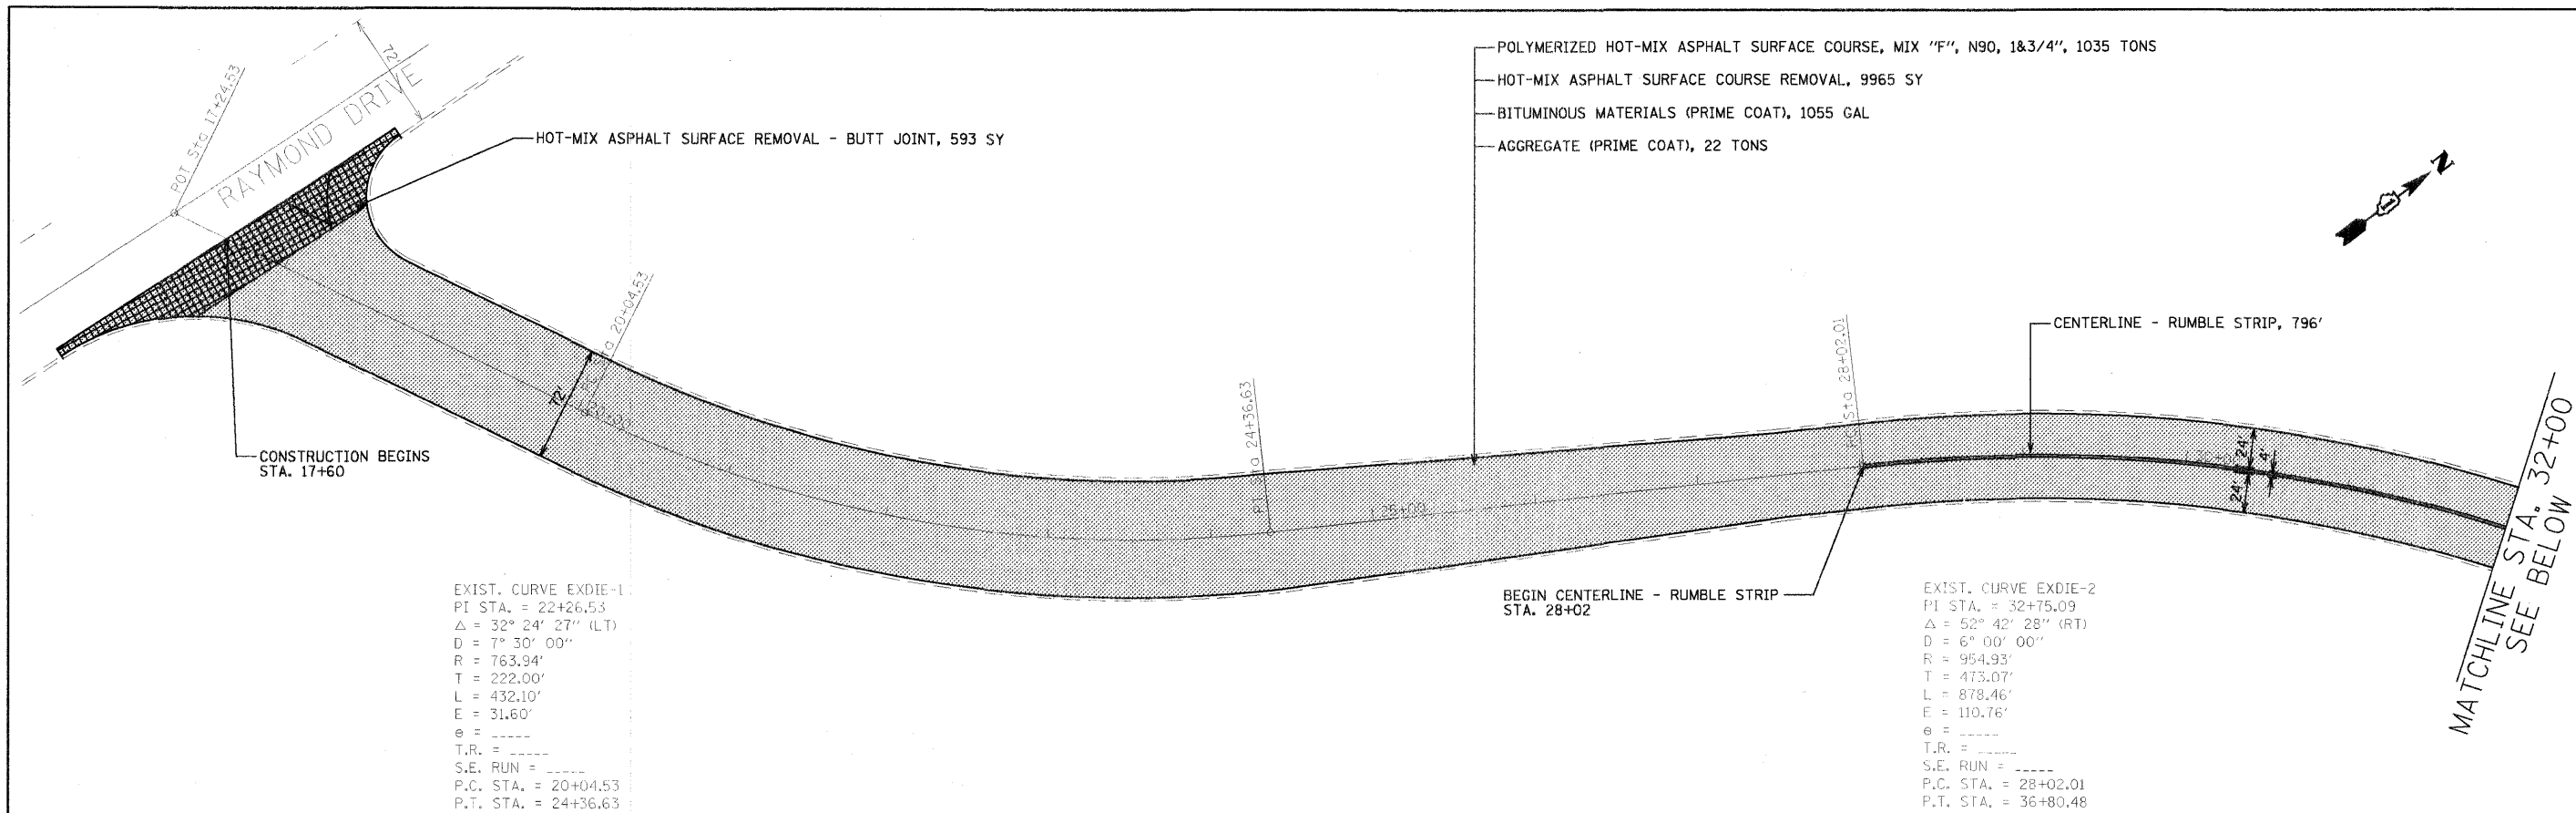 POLYMERIZED HOT-MIX ASPHALT SURFACE COURSE, MIX "F", N90, 1&3/4", 1035 TONS
HOT-MIX ASPHALT SURFACE COURSE REMOVAL, 9965 SY
BITUMINOUS MATERIALS (PRIME COAT), 1055 GAL
AGGREGATE (PRIME COAT), 22 TONS
72'
POT Sta 17+24.53
RAYMOND DRIVE
HOT-MIX ASPHALT SURFACE REMOVAL - BUTT JOINT, 593 SY
N
CONSTRUCTION BEGINS
STA. 17+60
72'
PC Sta 20+04.53
20+00
PT Sta 24+36.63
25+00
Sta 28+02.01
CENTERLINE - RUMBLE STRIP, 796'
24'
4'
24'
BEGIN CENTERLINE - RUMBLE STRIP
STA. 28+02
MATCHLINE STA. 32+00
SEE BELOW
EXIST. CURVE EXDIE-1
PI STA. = 22+26.53
Δ = 32° 24' 27" (LT)
D = 7° 30' 00"
R = 763.94'
T = 222.00'
L = 432.10'
E = 31.60'
e = _____
T.R. = _____
S.E. RUN = _____
P.C. STA. = 20+04.53
P.T. STA. = 24+36.63
EXIST. CURVE EXDIE-2
PI STA. = 32+75.09
Δ = 52° 42' 28" (RT)
D = 6° 00' 00"
R = 954.93'
T = 473.07'
L = 878.46'
E = 110.76'
e = _____
T.R. = _____
S.E. RUN = _____
P.C. STA. = 28+02.01
P.T. STA. = 36+80.48